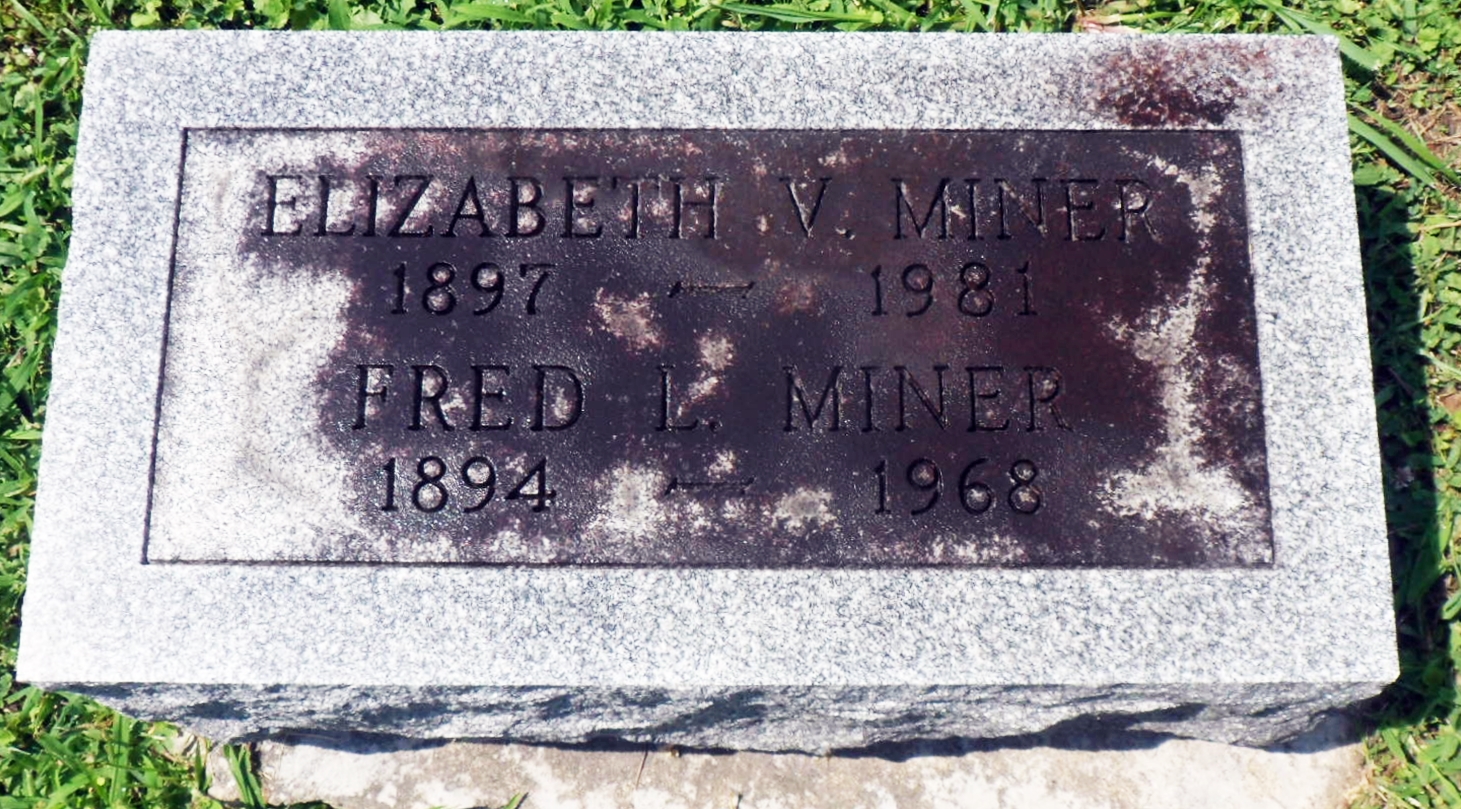 ELIZABETH V. MINER
1897 — 1981
FRED L. MINER
1894 — 1968